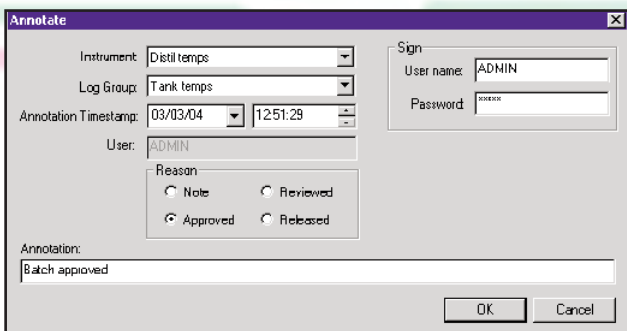 Annotate
Instrument: Distil temps
Log Group: Tank temps
Annotation Timestamp: 03/03/04 12:51:29
User: ADMIN
Reason
Note Reviewed
Approved Released
Sign
User name: ADMIN
Password: *****
Annotation:
Batch approved
OK Cancel